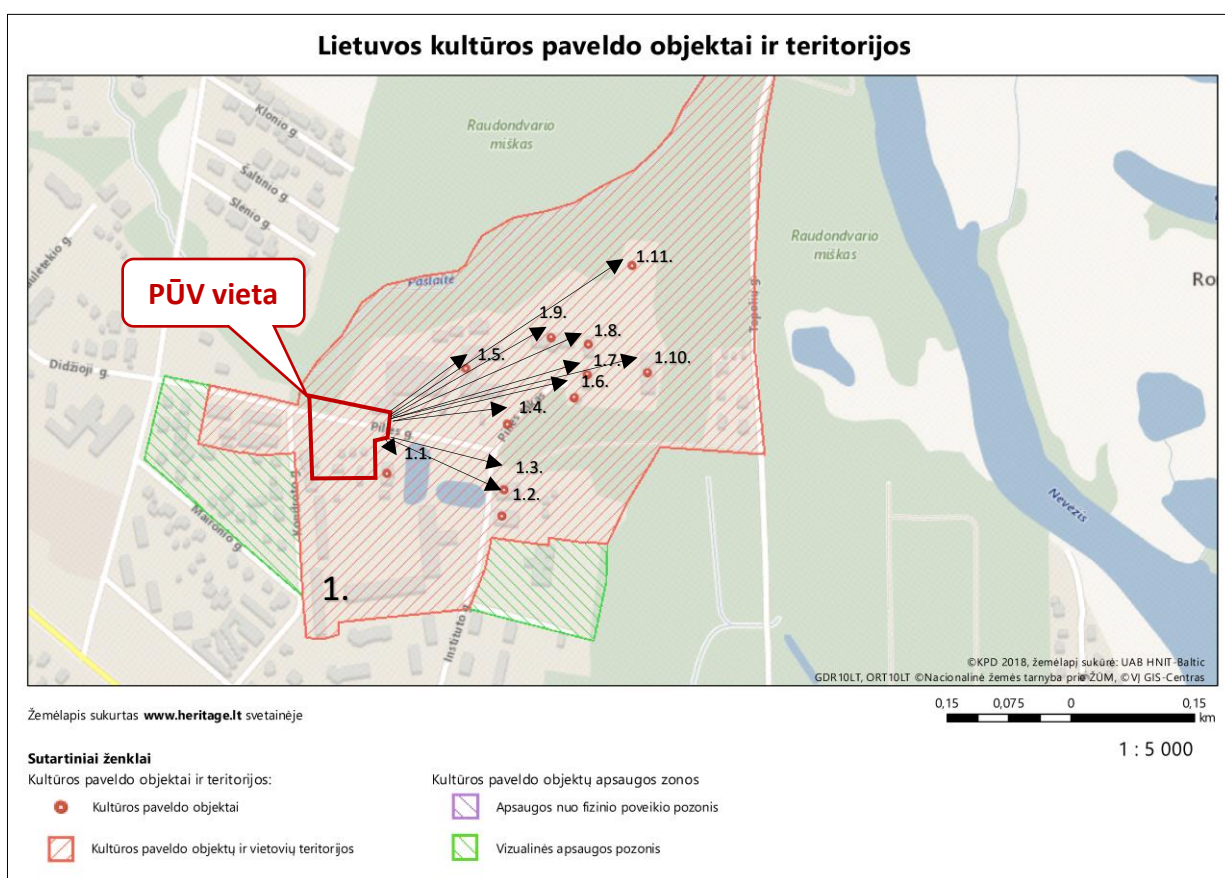 Lietuvos kultūros paveldo objektai ir teritorijos
Klonio g.
Šaltinio g.
Slėnio g.
Raudondvario
miškas
Raudondvario
miškas
PŪV vieta
Didžioji g.
1.11.
1.9.
1.8.
1.5.
1.7.
1.10.
1.6.
1.4.
Pilies g.
1.1.
1.3.
1.2.
Maironio g.
Instituto g.
Nevėžis
1.
©KPD 2018, žemėlapį sukūrė: UAB HNIT-Baltic
GDR10LT, ORT10LT ©Nacionalinė žemės tarnyba prie ŽŪM, ©VĮ GIS-Centras
Žemėlapis sukurtas www.heritage.lt svetainėje
0,15 0,075 0 0,15
km
1 : 5 000
Sutartiniai ženklai
Kultūros paveldo objektai ir teritorijos:
Kultūros paveldo objektai
Kultūros paveldo objektų ir vietovių teritorijos
Kultūros paveldo objektų apsaugos zonos
Apsaugos nuo fizinio poveikio pozonis
Vizualinės apsaugos pozonis